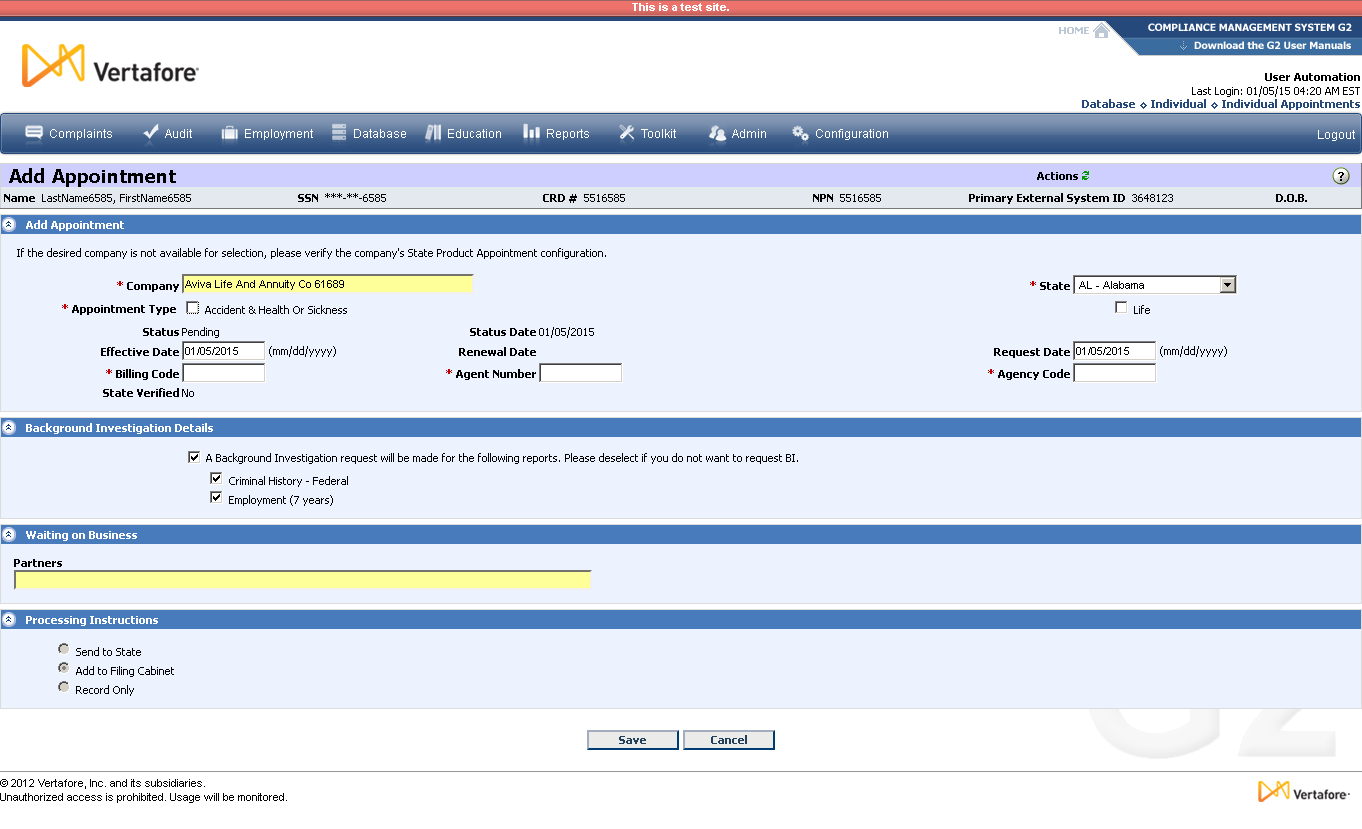 This is a test site.
HOME
COMPLIANCE MANAGEMENT SYSTEM G2
Download the G2 User Manuals
Vertafore
User Automation
Last Login: 01/05/15 04:20 AM EST
Database ⋄ Individual ⋄ Individual Appointments
Complaints Audit Employment Database Education Reports Toolkit Admin Configuration Logout
Add Appointment Actions ?
Name LastName6585, FirstName6585 SSN ***-**-6585 CRD # 5516585 NPN 5516585 Primary External System ID 3648123 D.O.B.
Add Appointment
If the desired company is not available for selection, please verify the company's State Product Appointment configuration.
* Company Aviva Life And Annuity Co 61689 * State AL - Alabama
* Appointment Type Accident & Health Or Sickness Life
Status Pending Status Date 01/05/2015
Effective Date 01/05/2015 (mm/dd/yyyy) Renewal Date Request Date 01/05/2015 (mm/dd/yyyy)
* Billing Code * Agent Number * Agency Code
State Verified No
Background Investigation Details
A Background Investigation request will be made for the following reports. Please deselect if you do not want to request BI.
Criminal History - Federal
Employment (7 years)
Waiting on Business
Partners
Processing Instructions
Send to State
Add to Filing Cabinet
Record Only
G2
Save Cancel
© 2012 Vertafore, Inc. and its subsidiaries.
Unauthorized access is prohibited. Usage will be monitored.
Vertafore